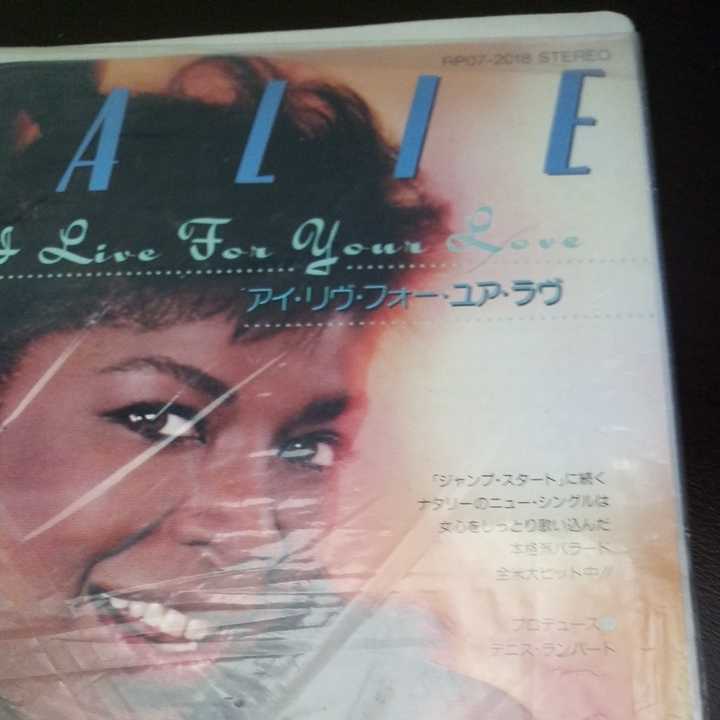 RP07-2018 STEREO
ALIE
I Live For Your Love
アイ・リヴ・フォー・ユア・ラヴ
「ジャンプ・スタート」に続く
ナタリーのニュー・シングルは
女心をしっとり歌い込んだ
本格派バラード
全米大ヒット中!!
プロデュース
デニス・ランバート